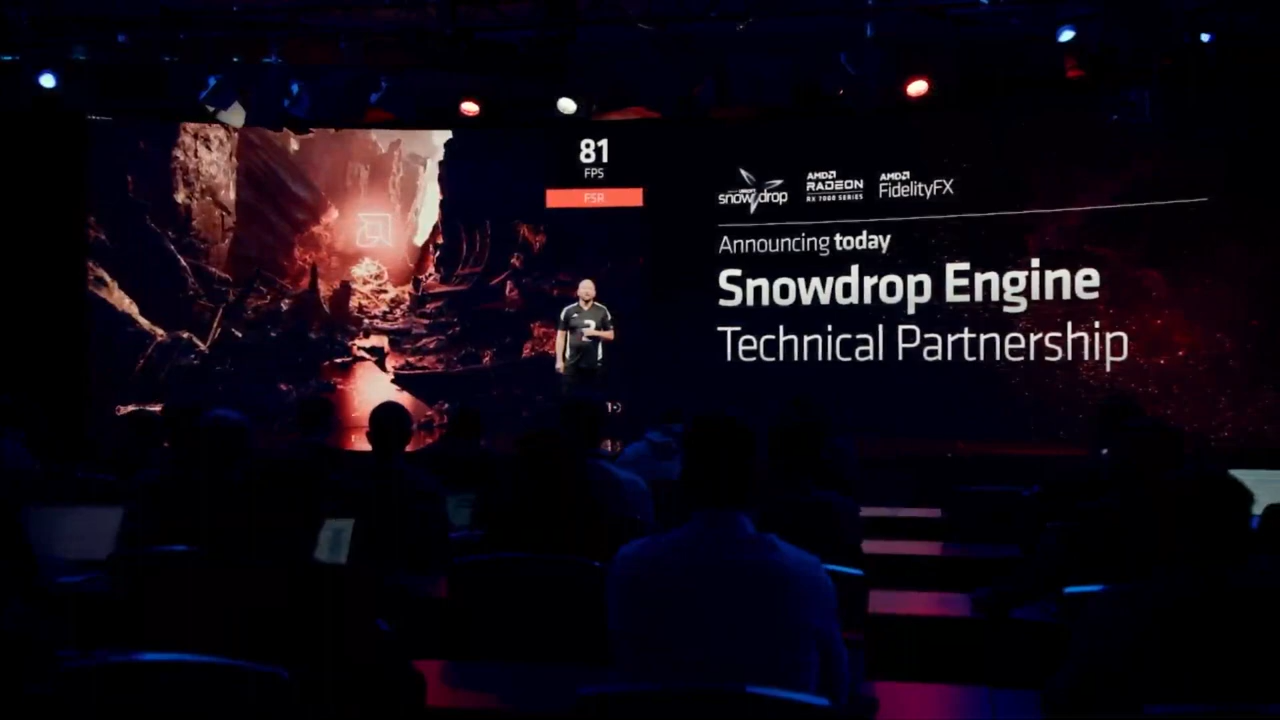 81
FPS
FSR
snowdrop
AMD
RADEON
RX 7000 SERIES
AMD
FidelityFX
Announcing today
Snowdrop Engine
Technical Partnership